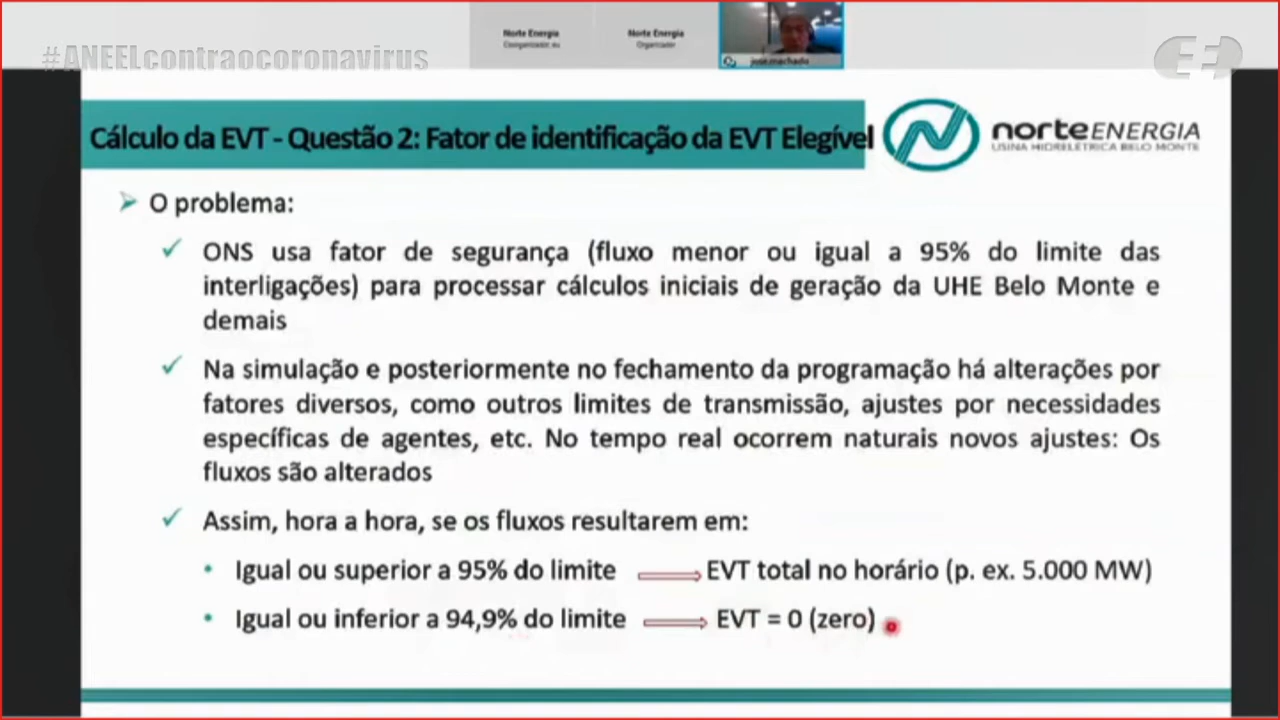 Norte Energia
Coorganizador, eu
Norte Energia
Organizador
jose.machado
#ANEELcontraocoronavirus
Cálculo da EVT - Questão 2: Fator de identificação da EVT Elegível
norteENERGIA
USINA HIDRELÉTRICA BELO MONTE
O problema:
ONS usa fator de segurança (fluxo menor ou igual a 95% do limite das
interligações) para processar cálculos iniciais de geração da UHE Belo Monte e
demais
Na simulação e posteriormente no fechamento da programação há alterações por
fatores diversos, como outros limites de transmissão, ajustes por necessidades
específicas de agentes, etc. No tempo real ocorrem naturais novos ajustes: Os
fluxos são alterados
Assim, hora a hora, se os fluxos resultarem em:
Igual ou superior a 95% do limite EVT total no horário (p. ex. 5.000 MW)
Igual ou inferior a 94,9% do limite EVT = 0 (zero)